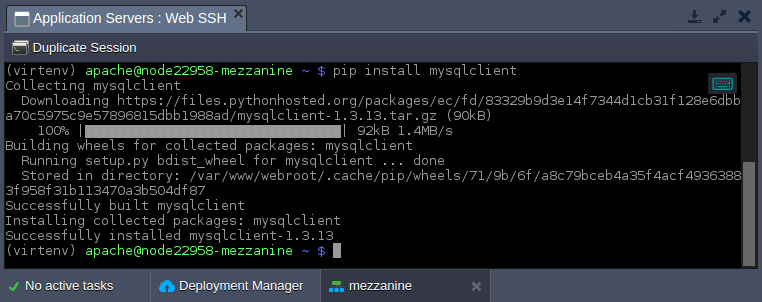 Application Servers : Web SSH
Duplicate Session
(virtenv) apache@node22958-mezzanine ~ $ pip install mysqlclient
Collecting mysqlclient
  Downloading https://files.pythonhosted.org/packages/ec/fd/83329b9d3e14f7344d1cb31f128e6dbb
a70c5975c9e57896815dbb1988ad/mysqlclient-1.3.13.tar.gz (90kB)
    100% |████████████████████████████████| 92kB 1.4MB/s
Building wheels for collected packages: mysqlclient
  Running setup.py bdist_wheel for mysqlclient ... done
  Stored in directory: /var/www/webroot/.cache/pip/wheels/71/9b/6f/a8c79bceb4a35f4acf4936388
3f958f31b113470a3b504df87
Successfully built mysqlclient
Installing collected packages: mysqlclient
Successfully installed mysqlclient-1.3.13
(virtenv) apache@node22958-mezzanine ~ $
No active tasks
Deployment Manager
mezzanine